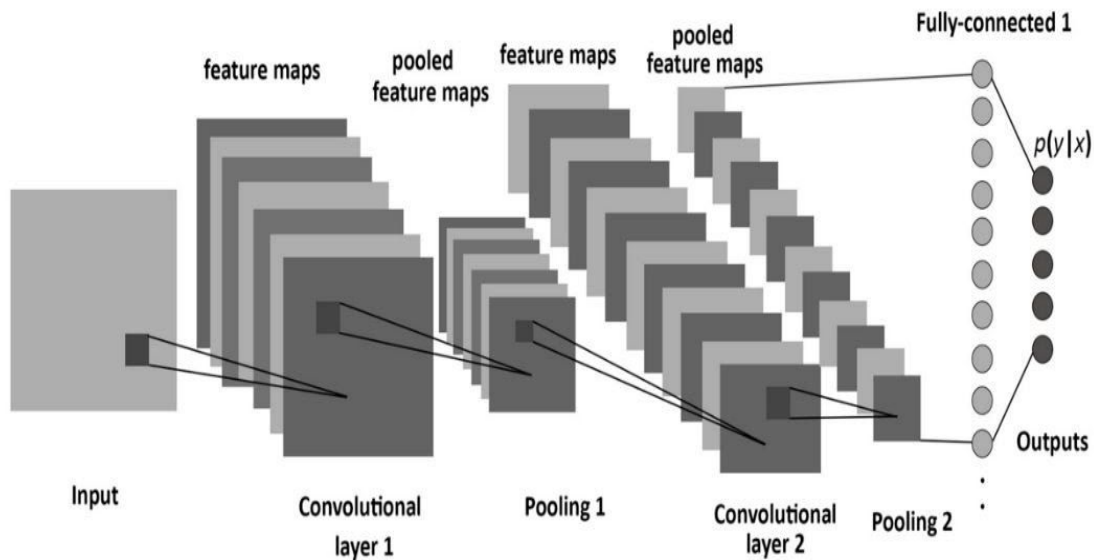 Fully-connected 1
feature maps
pooled
feature maps
feature maps
pooled
feature maps
p(y|x)
Outputs
Input
Convolutional
layer 1
Pooling 1
Convolutional
layer 2
Pooling 2